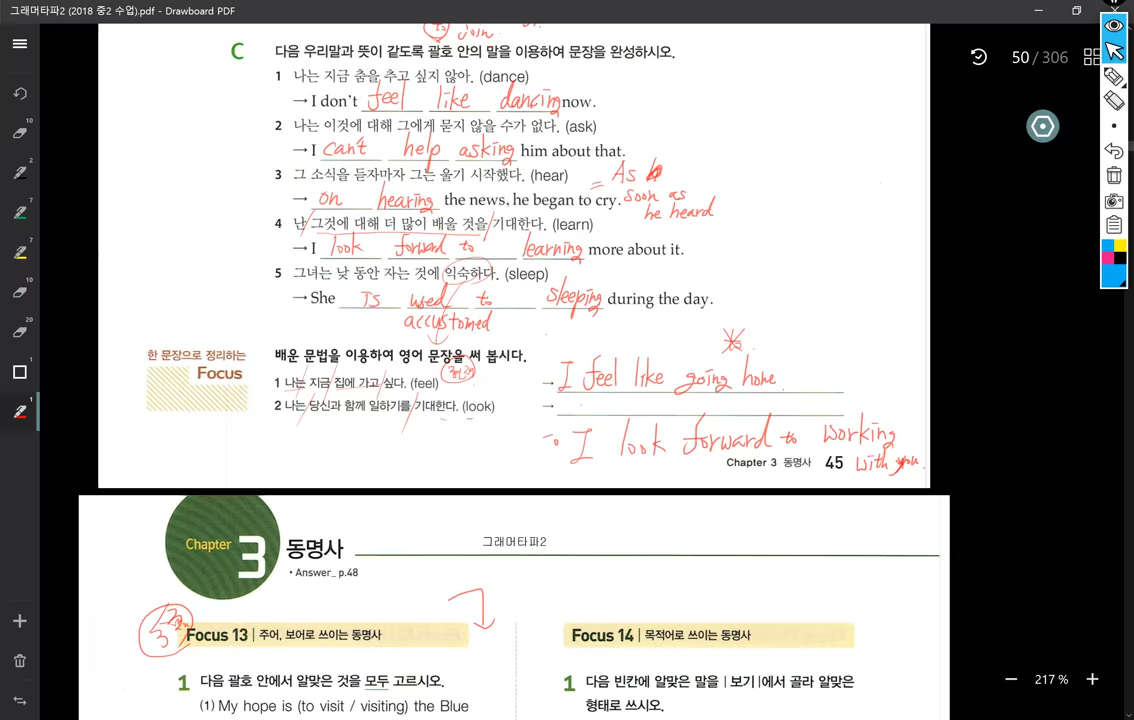 그래머타파2 (2018 중2 수업).pdf - Drawboard PDF
50 / 306
join
C 다음 우리말과 뜻이 같도록 괄호 안의 말을 이용하여 문장을 완성하시오.
1 나는 지금 춤을 추고 싶지 않아. (dance)
→ I don't feel like dancing now.
2 나는 이것에 대해 그에게 묻지 않을 수가 없다. (ask)
→ I can't help asking him about that.
3 그 소식을 듣자마자 그는 울기 시작했다. (hear)
→ on hearing the news, he began to cry.
= As
soon as
he heard
4 난 그것에 대해 더 많이 배울 것을 기대한다. (learn)
→ I look forward to learning more about it.
5 그녀는 낮 동안 자는 것에 익숙하다. (sleep)
→ She is used to sleeping during the day.
accustomed
한 문장으로 정리하는
Focus
배운 문법을 이용하여 영어 문장을 써 봅시다.
1 나는 지금 집에 가고 싶다. (feel)
→ I feel like going home
2 나는 당신과 함께 일하기를 기대한다. (look)
→
→ I look forward to working
with you.
Chapter 3 동명사 45
Chapter 3 동명사
그래머타파2
• Answer_ p.48
Focus 13 | 주어, 보어로 쓰이는 동명사
1 다음 괄호 안에서 알맞은 것을 모두 고르시오.
(1) My hope is (to visit / visiting) the Blue
Focus 14 | 목적어로 쓰이는 동명사
1 다음 빈칸에 알맞은 말을 | 보기 |에서 골라 알맞은
형태로 쓰시오.
217 %